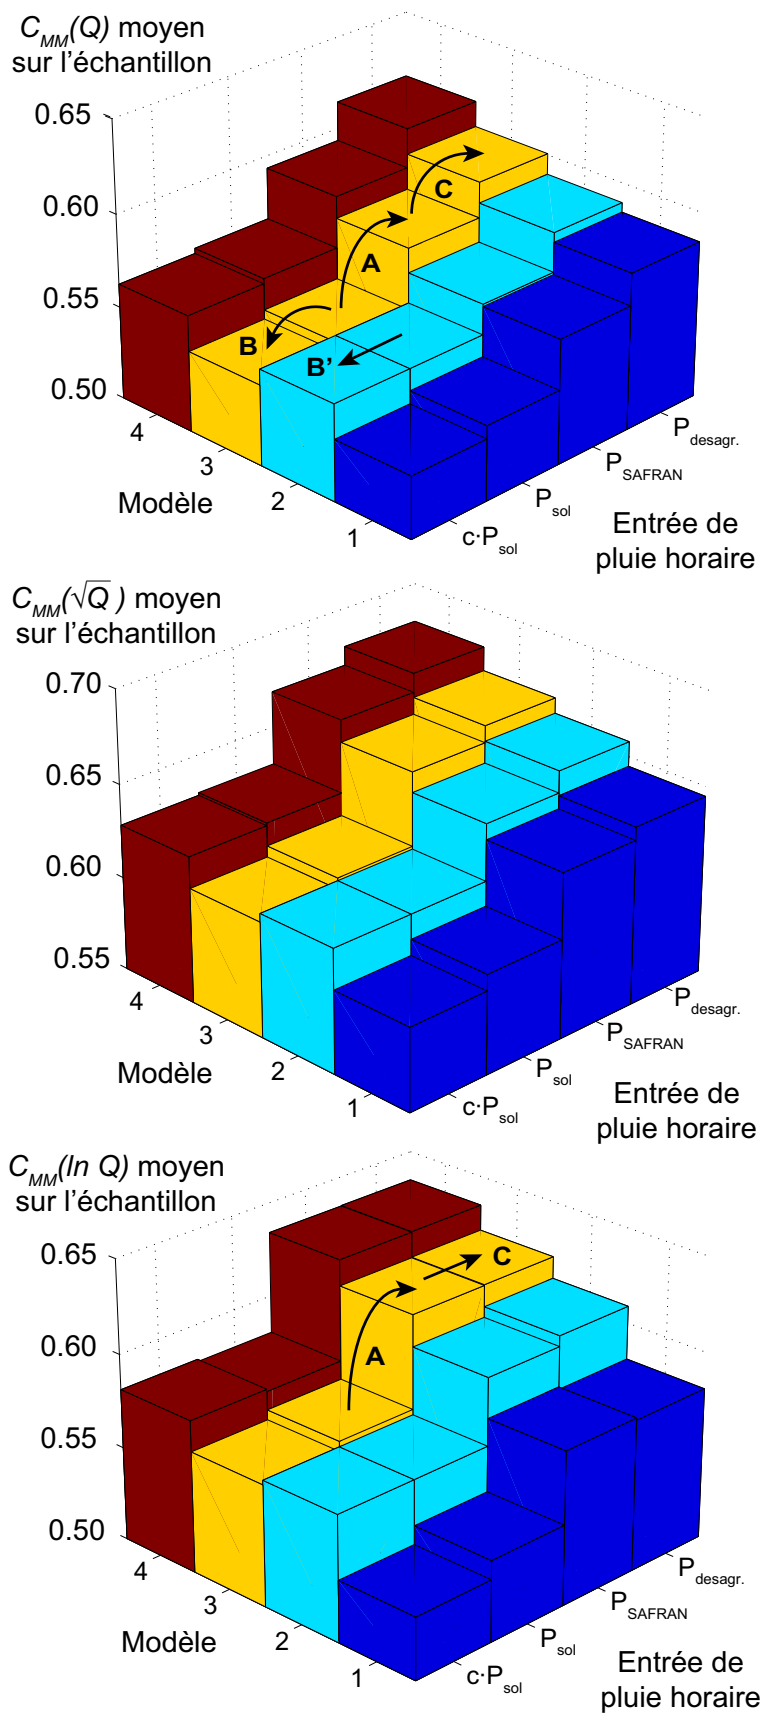 C_MM(Q) moyen
sur l'échantillon
0.65
0.60
0.55
0.50
A
B
B'
C
4
3
2
1
Modèle
c·P_sol
P_sol
P_SAFRAN
P_desagr.
Entrée de
pluie horaire
C_MM(√Q ) moyen
sur l'échantillon
0.70
0.65
0.60
0.55
4
3
2
1
Modèle
c·P_sol
P_sol
P_SAFRAN
P_desagr.
Entrée de
pluie horaire
C_MM(ln Q) moyen
sur l'échantillon
0.65
0.60
0.55
0.50
A
C
4
3
2
1
Modèle
c·P_sol
P_sol
P_SAFRAN
P_desagr.
Entrée de
pluie horaire